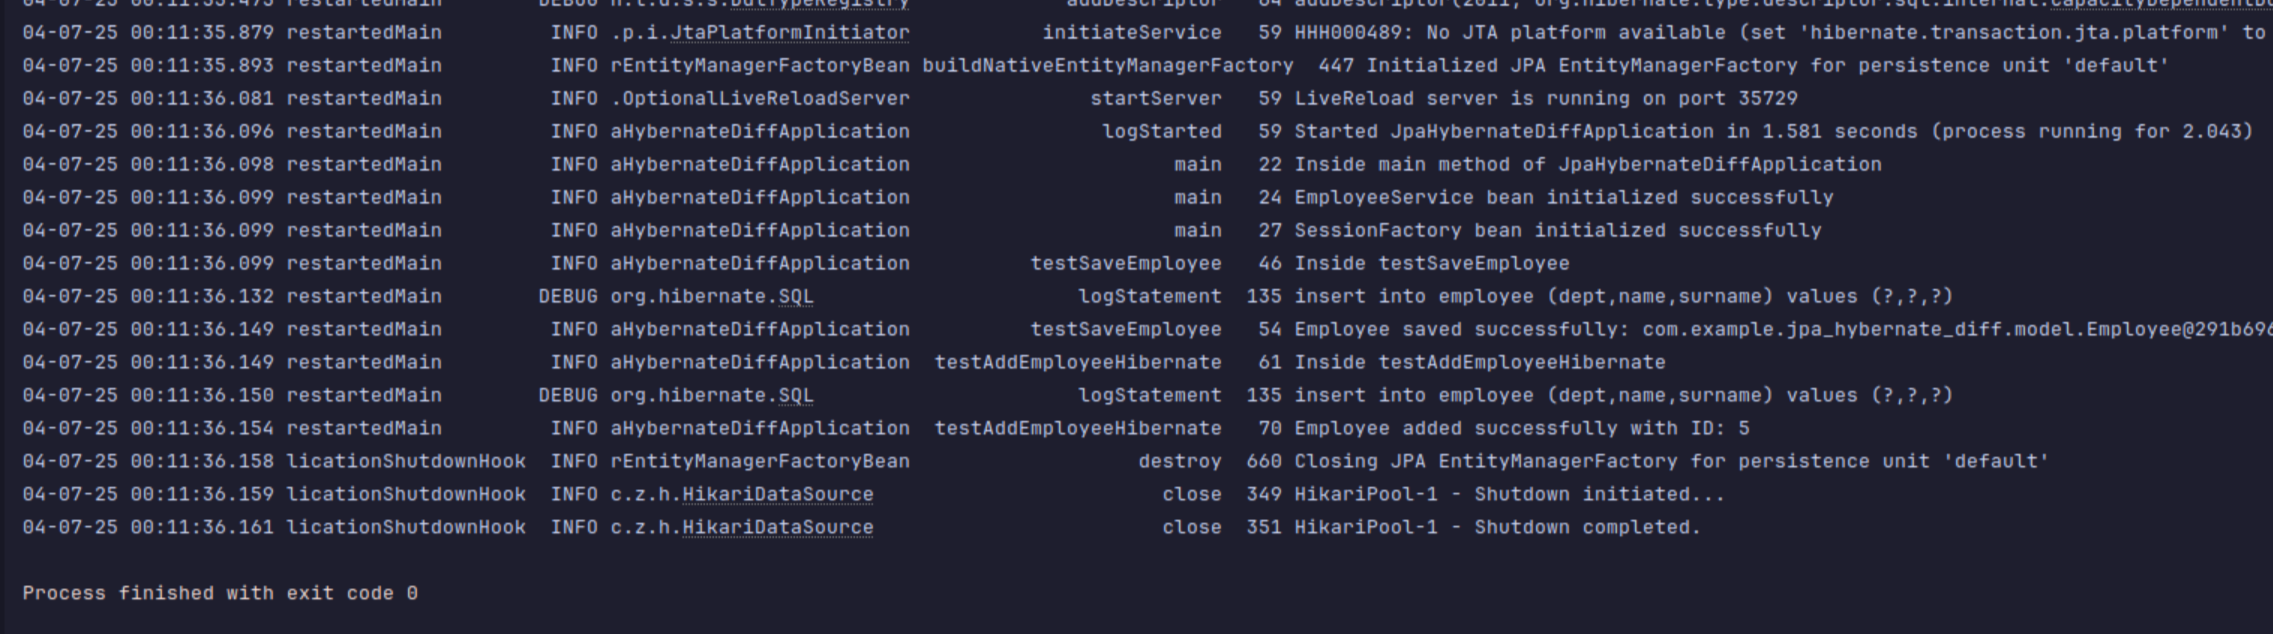 04-07-25 00:11:35.475 restartedMain DEBUG h.t.d.s.s.DdlTypeRegistry addDescriptor 64 addDescriptor(2011, org.hibernate.type.descriptor.sql.internal.
04-07-25 00:11:35.879 restartedMain INFO .p.i.JtaPlatformInitiator initiateService 59 HHH000489: No JTA platform available (set 'hibernate.transaction.jta.platform' to
04-07-25 00:11:35.893 restartedMain INFO rEntityManagerFactoryBean buildNativeEntityManagerFactory 447 Initialized JPA EntityManagerFactory for persistence unit 'default'
04-07-25 00:11:36.081 restartedMain INFO .OptionalLiveReloadServer startServer 59 LiveReload server is running on port 35729
04-07-25 00:11:36.096 restartedMain INFO aHybernateDiffApplication logStarted 59 Started JpaHybernateDiffApplication in 1.581 seconds (process running for 2.043)
04-07-25 00:11:36.098 restartedMain INFO aHybernateDiffApplication main 22 Inside main method of JpaHybernateDiffApplication
04-07-25 00:11:36.099 restartedMain INFO aHybernateDiffApplication main 24 EmployeeService bean initialized successfully
04-07-25 00:11:36.099 restartedMain INFO aHybernateDiffApplication main 27 SessionFactory bean initialized successfully
04-07-25 00:11:36.099 restartedMain INFO aHybernateDiffApplication testSaveEmployee 46 Inside testSaveEmployee
04-07-25 00:11:36.132 restartedMain DEBUG org.hibernate.SQL logStatement 135 insert into employee (dept,name,surname) values (?,?,?)
04-07-25 00:11:36.149 restartedMain INFO aHybernateDiffApplication testSaveEmployee 54 Employee saved successfully: com.example.jpa_hybernate_diff.model.Employee@291b696
04-07-25 00:11:36.149 restartedMain INFO aHybernateDiffApplication testAddEmployeeHibernate 61 Inside testAddEmployeeHibernate
04-07-25 00:11:36.150 restartedMain DEBUG org.hibernate.SQL logStatement 135 insert into employee (dept,name,surname) values (?,?,?)
04-07-25 00:11:36.154 restartedMain INFO aHybernateDiffApplication testAddEmployeeHibernate 70 Employee added successfully with ID: 5
04-07-25 00:11:36.158 licationShutdownHook INFO rEntityManagerFactoryBean destroy 660 Closing JPA EntityManagerFactory for persistence unit 'default'
04-07-25 00:11:36.159 licationShutdownHook INFO c.z.h.HikariDataSource close 349 HikariPool-1 - Shutdown initiated...
04-07-25 00:11:36.161 licationShutdownHook INFO c.z.h.HikariDataSource close 351 HikariPool-1 - Shutdown completed.
Process finished with exit code 0